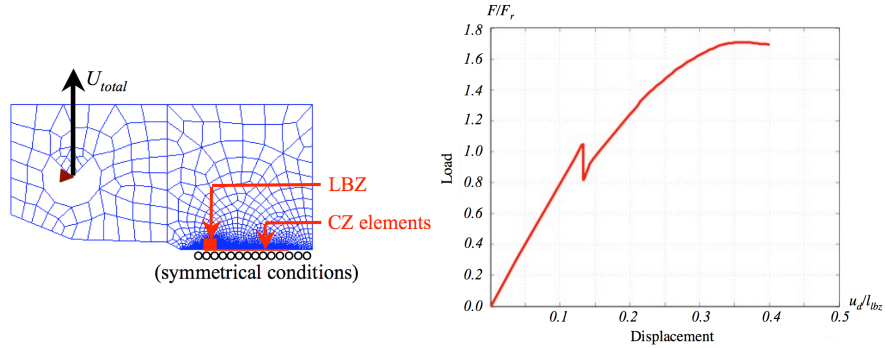 U_total
LBZ
CZ elements
(symmetrical conditions)
F/F_r
1.8
1.6
1.4
1.2
1.0
0.8
0.6
0.4
0.2
0.0
Load
0.1
0.2
0.3
0.4
0.5
u_d/l_lbz
Displacement